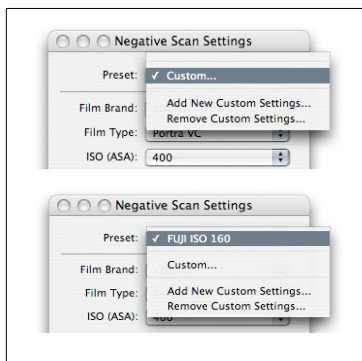 Negative Scan Settings
Preset: ✓ Custom...
Add New Custom Settings...
Remove Custom Settings...
Film Brand:
Film Type: Portra VC
ISO (ASA): 400
Negative Scan Settings
Preset: ✓ FUJI ISO 160
Custom...
Add New Custom Settings...
Remove Custom Settings...
Film Brand:
Film Type:
ISO (ASA): 400